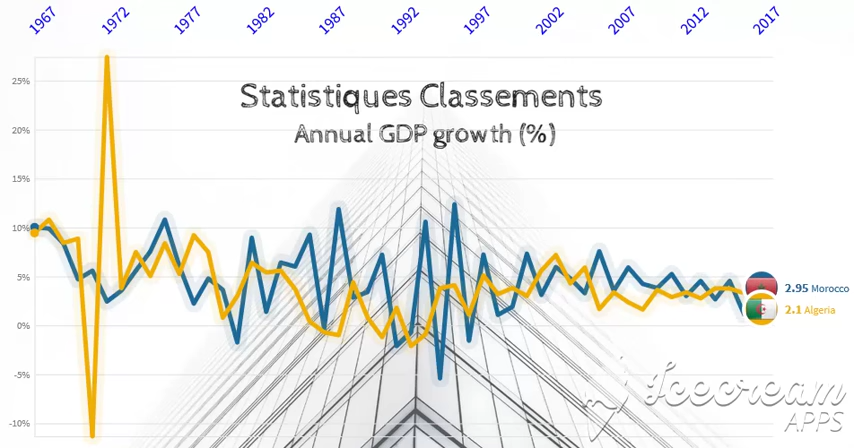 1967 1972 1977 1982 1987 1992 1997 2002 2007 2012 2017
Statistiques Classements
Annual GDP growth (%)
25%
20%
15%
10%
5%
0%
-5%
-10%
2.95 Morocco
2.1 Algeria
Icecream
APPS